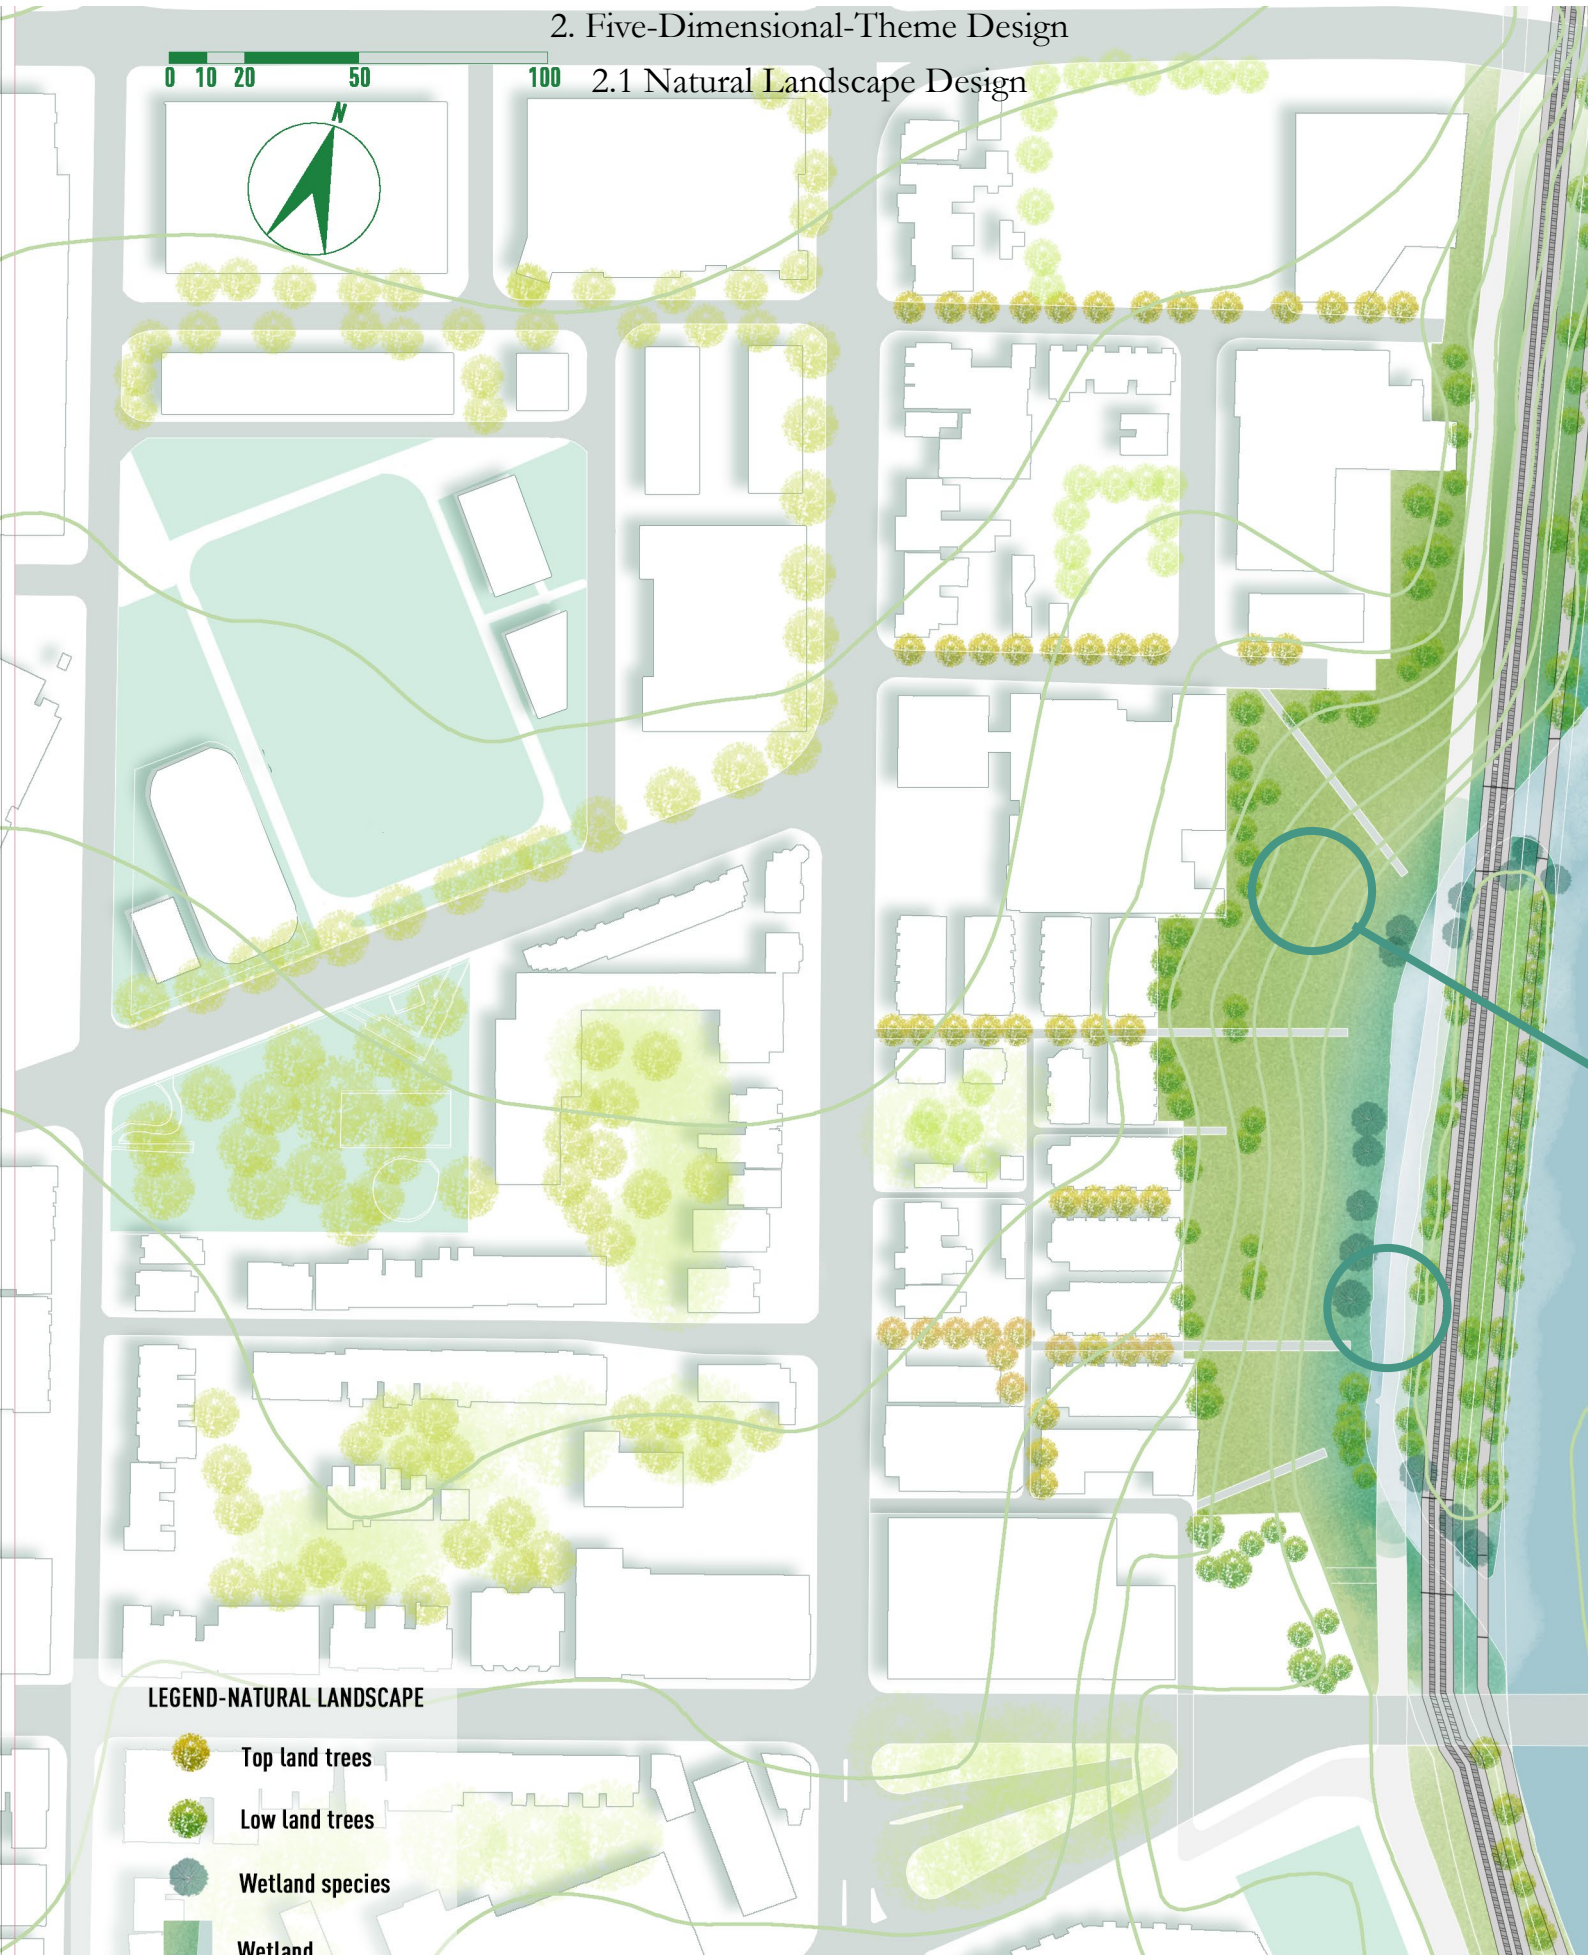 2. Five-Dimensional-Theme Design
0 10 20 50 100
2.1 Natural Landscape Design
N
LEGEND-NATURAL LANDSCAPE
Top land trees
Low land trees
Wetland species
Wetland